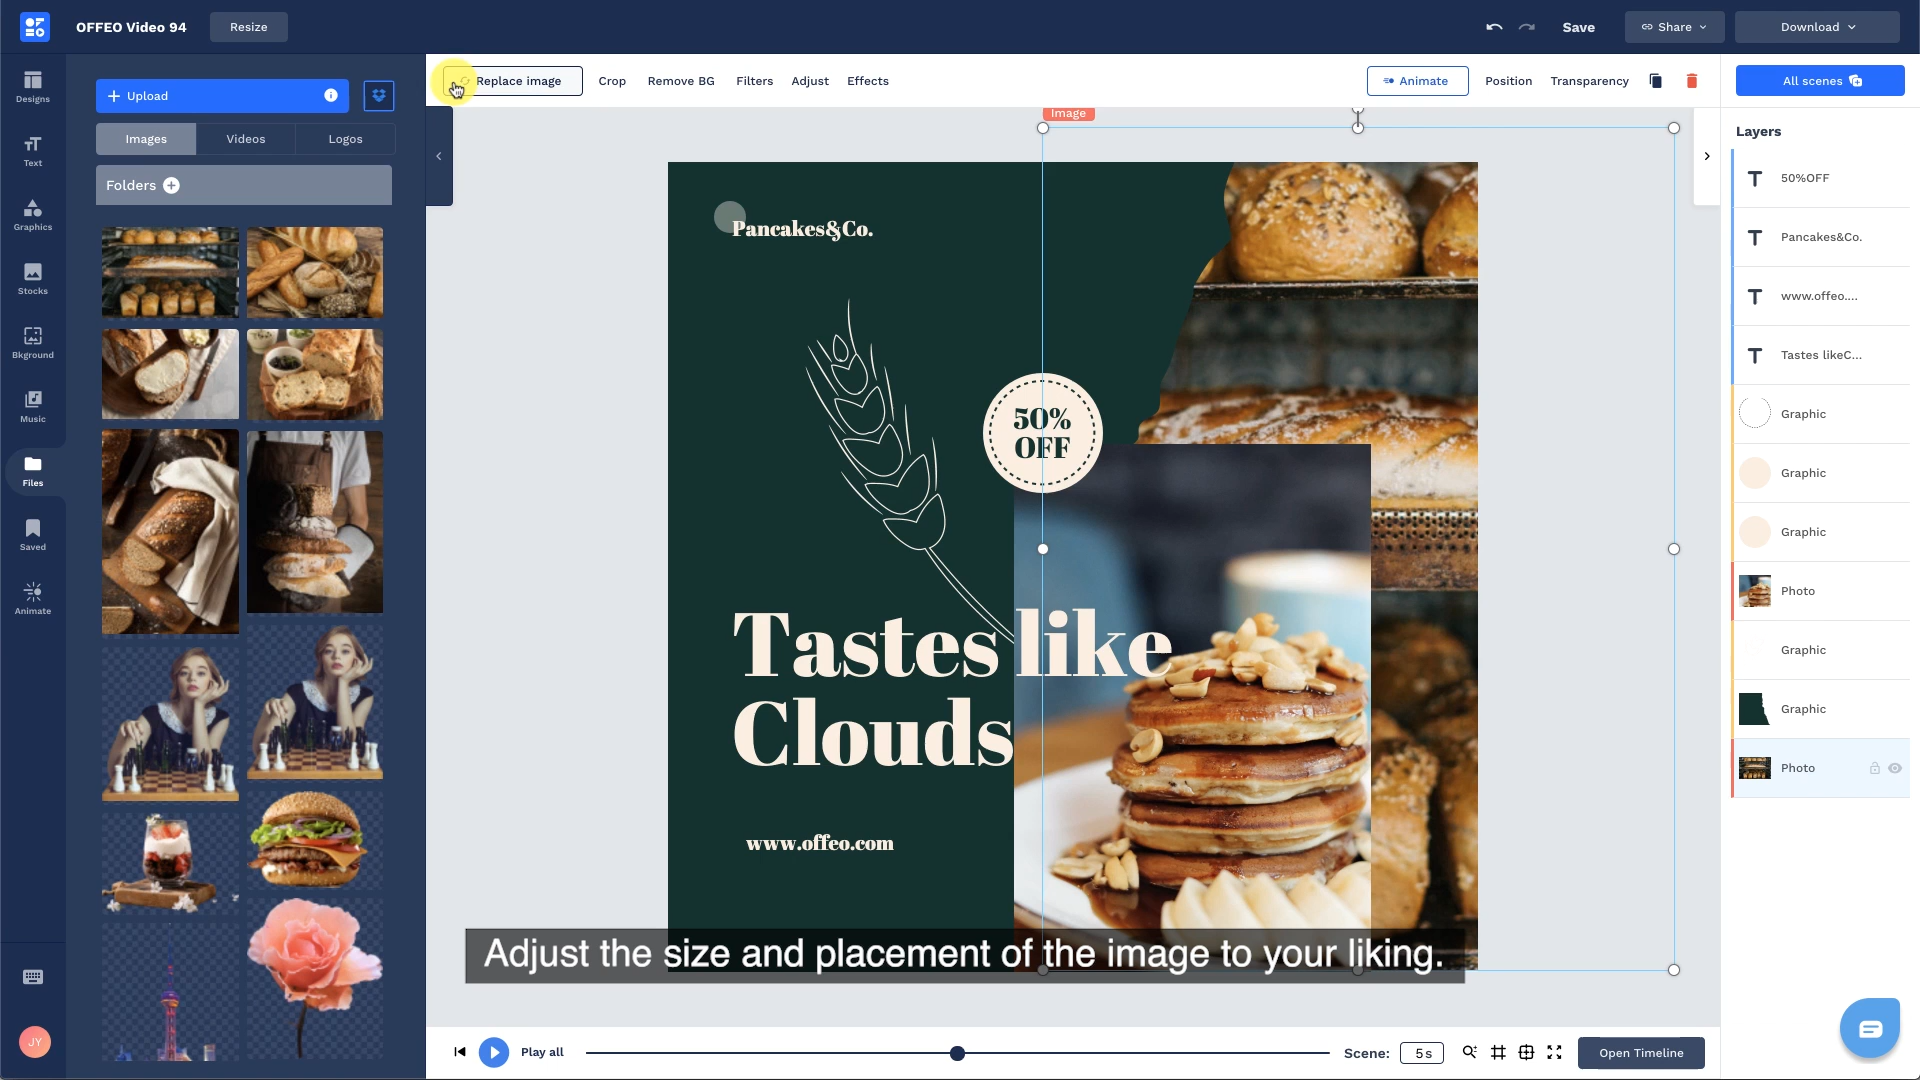 OFFEO Video 94
Resize
Save
Share
Download
Designs
Text
Graphics
Stocks
Bkground
Music
Files
Saved
Animate
JY
Upload
Images
Videos
Logos
Folders
Replace image
Crop
Remove BG
Filters
Adjust
Effects
Animate
Position
Transparency
All scenes
Image
Pancakes&Co.
50%
OFF
Tastes like
Clouds
www.offeo.com
Adjust the size and placement of the image to your liking.
Layers
50%OFF
Pancakes&Co.
www.offeo....
Tastes likeC...
Graphic
Graphic
Graphic
Photo
Graphic
Graphic
Photo
Play all
Scene:
5s
Open Timeline